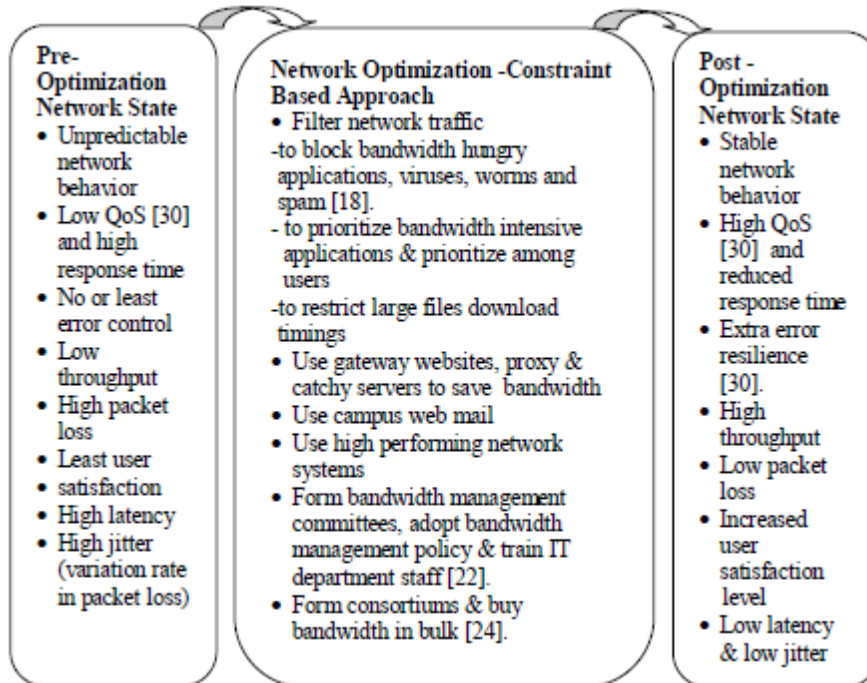 Pre-
Optimization
Network State
• Unpredictable
network
behavior
• Low QoS [30]
and high
response time
• No or least
error control
• Low
throughput
• High packet
loss
• Least user
• satisfaction
• High latency
• High jitter
(variation rate
in packet loss)
Network Optimization -Constraint
Based Approach
• Filter network traffic
-to block bandwidth hungry
applications, viruses, worms and
spam [18].
- to prioritize bandwidth intensive
applications & prioritize among
users
-to restrict large files download
timings
• Use gateway websites, proxy &
catchy servers to save bandwidth
• Use campus web mail
• Use high performing network
systems
• Form bandwidth management
committees, adopt bandwidth
management policy & train IT
department staff [22].
• Form consortiums & buy
bandwidth in bulk [24].
Post -
Optimization
Network State
• Stable
network
behavior
• High QoS
[30] and
reduced
response time
• Extra error
resilience
[30].
• High
throughput
• Low packet
loss
• Increased
user
satisfaction
level
• Low latency
& low jitter